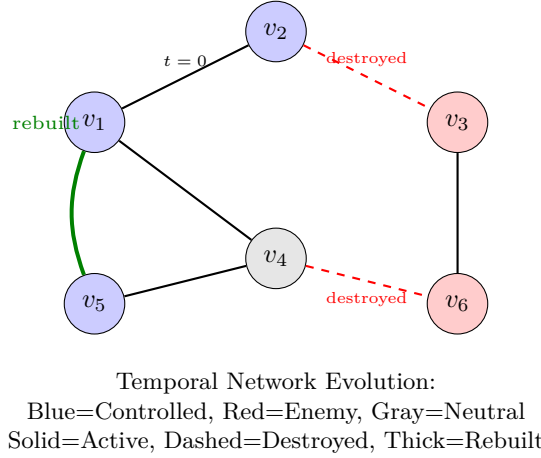 v2
destroyed
t = 0
rebuilt
v1
v3
v4
v5
destroyed
v6
Temporal Network Evolution:
Blue=Controlled, Red=Enemy, Gray=Neutral
Solid=Active, Dashed=Destroyed, Thick=Rebuilt